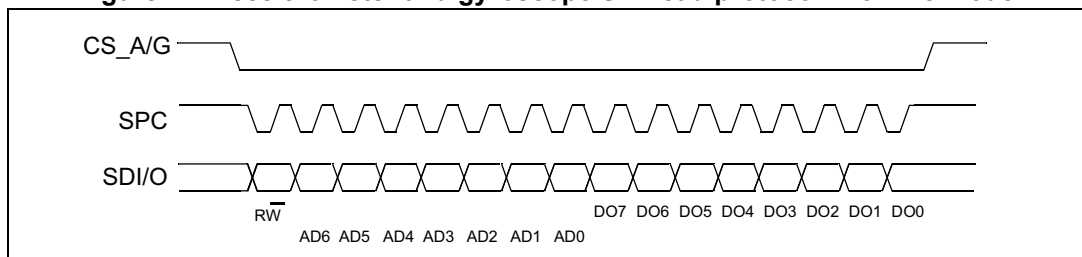 CS_A/G
SPC
SDI/O
RW
DO7 DO6 DO5 DO4 DO3 DO2 DO1 DO0
AD6 AD5 AD4 AD3 AD2 AD1 AD0